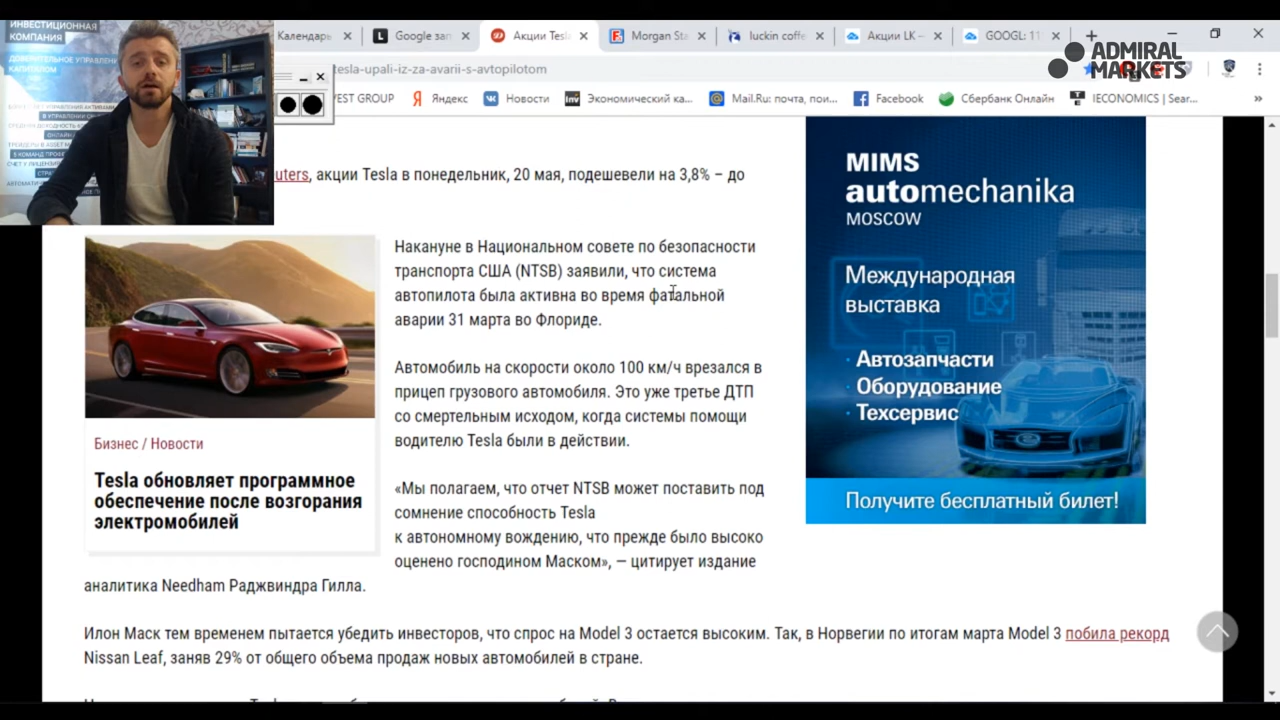 ИНВЕСТИЦИОННАЯ
КОМПАНИЯ
Календарь
Google зап
Акции Tesl
Morgan Sta
luckin coffe
Акции LK –
GOOGL: 11
ADMIRAL
MARKETS
tesla-upali-iz-za-avarii-s-avtopilotom
EST GROUP
Яндекс
Новости
Экономический ка...
Mail.Ru: почта, пои...
Facebook
Сбербанк Онлайн
IECONOMICS | Sear...
»
uters, акции Tesla в понедельник, 20 мая, подешевели на 3,8% – до
Накануне в Национальном совете по безопасности
транспорта США (NTSB) заявили, что система
автопилота была активна во время фатальной
аварии 31 марта во Флориде.
Автомобиль на скорости около 100 км/ч врезался в
прицеп грузового автомобиля. Это уже третье ДТП
со смертельным исходом, когда системы помощи
водителю Tesla были в действии.
«Мы полагаем, что отчет NTSB может поставить под
сомнение способность Tesla
к автономному вождению, что прежде было высоко
оценено господином Маском», — цитирует издание
аналитика Needham Раджвиндра Гилла.
Бизнес / Новости
Tesla обновляет программное
обеспечение после возгорания
электромобилей
Илон Маск тем временем пытается убедить инвесторов, что спрос на Model 3 остается высоким. Так, в Норвегии по итогам марта Model 3 побила рекорд
Nissan Leaf, заняв 29% от общего объема продаж новых автомобилей в стране.
MIMS
automechanika
MOSCOW
Международная
выставка
· Автозапчасти
· Оборудование
· Техсервис
Получите бесплатный билет!